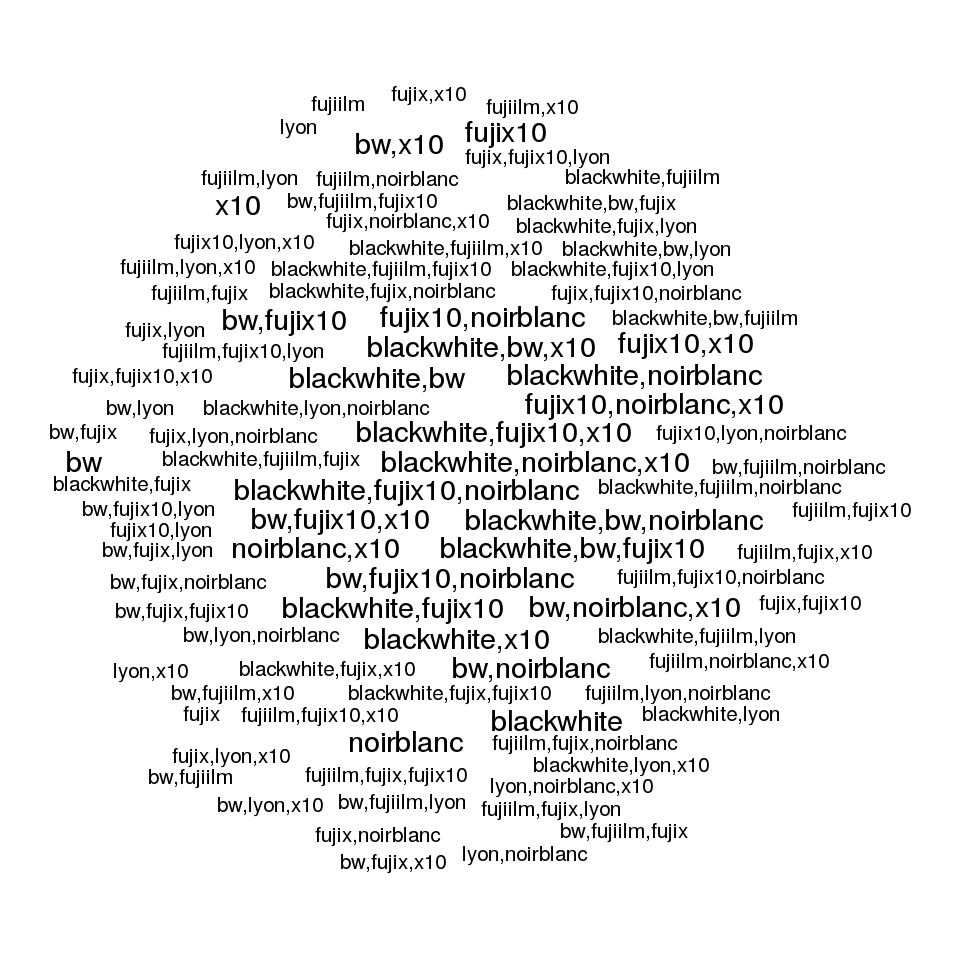 fujiilm fujix,x10 fujiilm,x10
lyon bw,x10 fujix10
fujix,fujix10,lyon
fujiilm,lyon fujiilm,noirblanc blackwhite,fujiilm
x10 bw,fujiilm,fujix10 blackwhite,bw,fujix
fujix,noirblanc,x10 blackwhite,fujix,lyon
fujix10,lyon,x10 blackwhite,fujiilm,x10 blackwhite,bw,lyon
fujiilm,lyon,x10 blackwhite,fujiilm,fujix10 blackwhite,fujix10,lyon
fujiilm,fujix blackwhite,fujix,noirblanc fujix,fujix10,noirblanc
fujix,lyon bw,fujix10 fujix10,noirblanc blackwhite,bw,fujiilm
fujiilm,fujix10,lyon blackwhite,bw,x10 fujix10,x10
fujix,fujix10,x10 blackwhite,bw blackwhite,noirblanc
bw,lyon blackwhite,lyon,noirblanc fujix10,noirblanc,x10
bw,fujix fujix,lyon,noirblanc blackwhite,fujix10,x10 fujix10,lyon,noirblanc
bw blackwhite,fujiilm,fujix blackwhite,noirblanc,x10 bw,fujiilm,noirblanc
blackwhite,fujix blackwhite,fujix10,noirblanc blackwhite,fujiilm,noirblanc
bw,fujix10,lyon bw,fujix10,x10 blackwhite,bw,noirblanc fujiilm,fujix10
fujix10,lyon
bw,fujix,lyon noirblanc,x10 blackwhite,bw,fujix10 fujiilm,fujix,x10
bw,fujix,noirblanc bw,fujix10,noirblanc fujiilm,fujix10,noirblanc
bw,fujix,fujix10 blackwhite,fujix10 bw,noirblanc,x10 fujix,fujix10
bw,lyon,noirblanc blackwhite,x10 blackwhite,fujiilm,lyon
lyon,x10 blackwhite,fujix,x10 bw,noirblanc fujiilm,noirblanc,x10
bw,fujiilm,x10 blackwhite,fujix,fujix10 fujiilm,lyon,noirblanc
fujix fujiilm,fujix10,x10 blackwhite blackwhite,lyon
noirblanc fujiilm,fujix,noirblanc
fujix,lyon,x10 blackwhite,lyon,x10
bw,fujiilm fujiilm,fujix,fujix10 lyon,noirblanc,x10
bw,lyon,x10 bw,fujiilm,lyon fujiilm,fujix,lyon
fujix,noirblanc bw,fujiilm,fujix
bw,fujix,x10 lyon,noirblanc